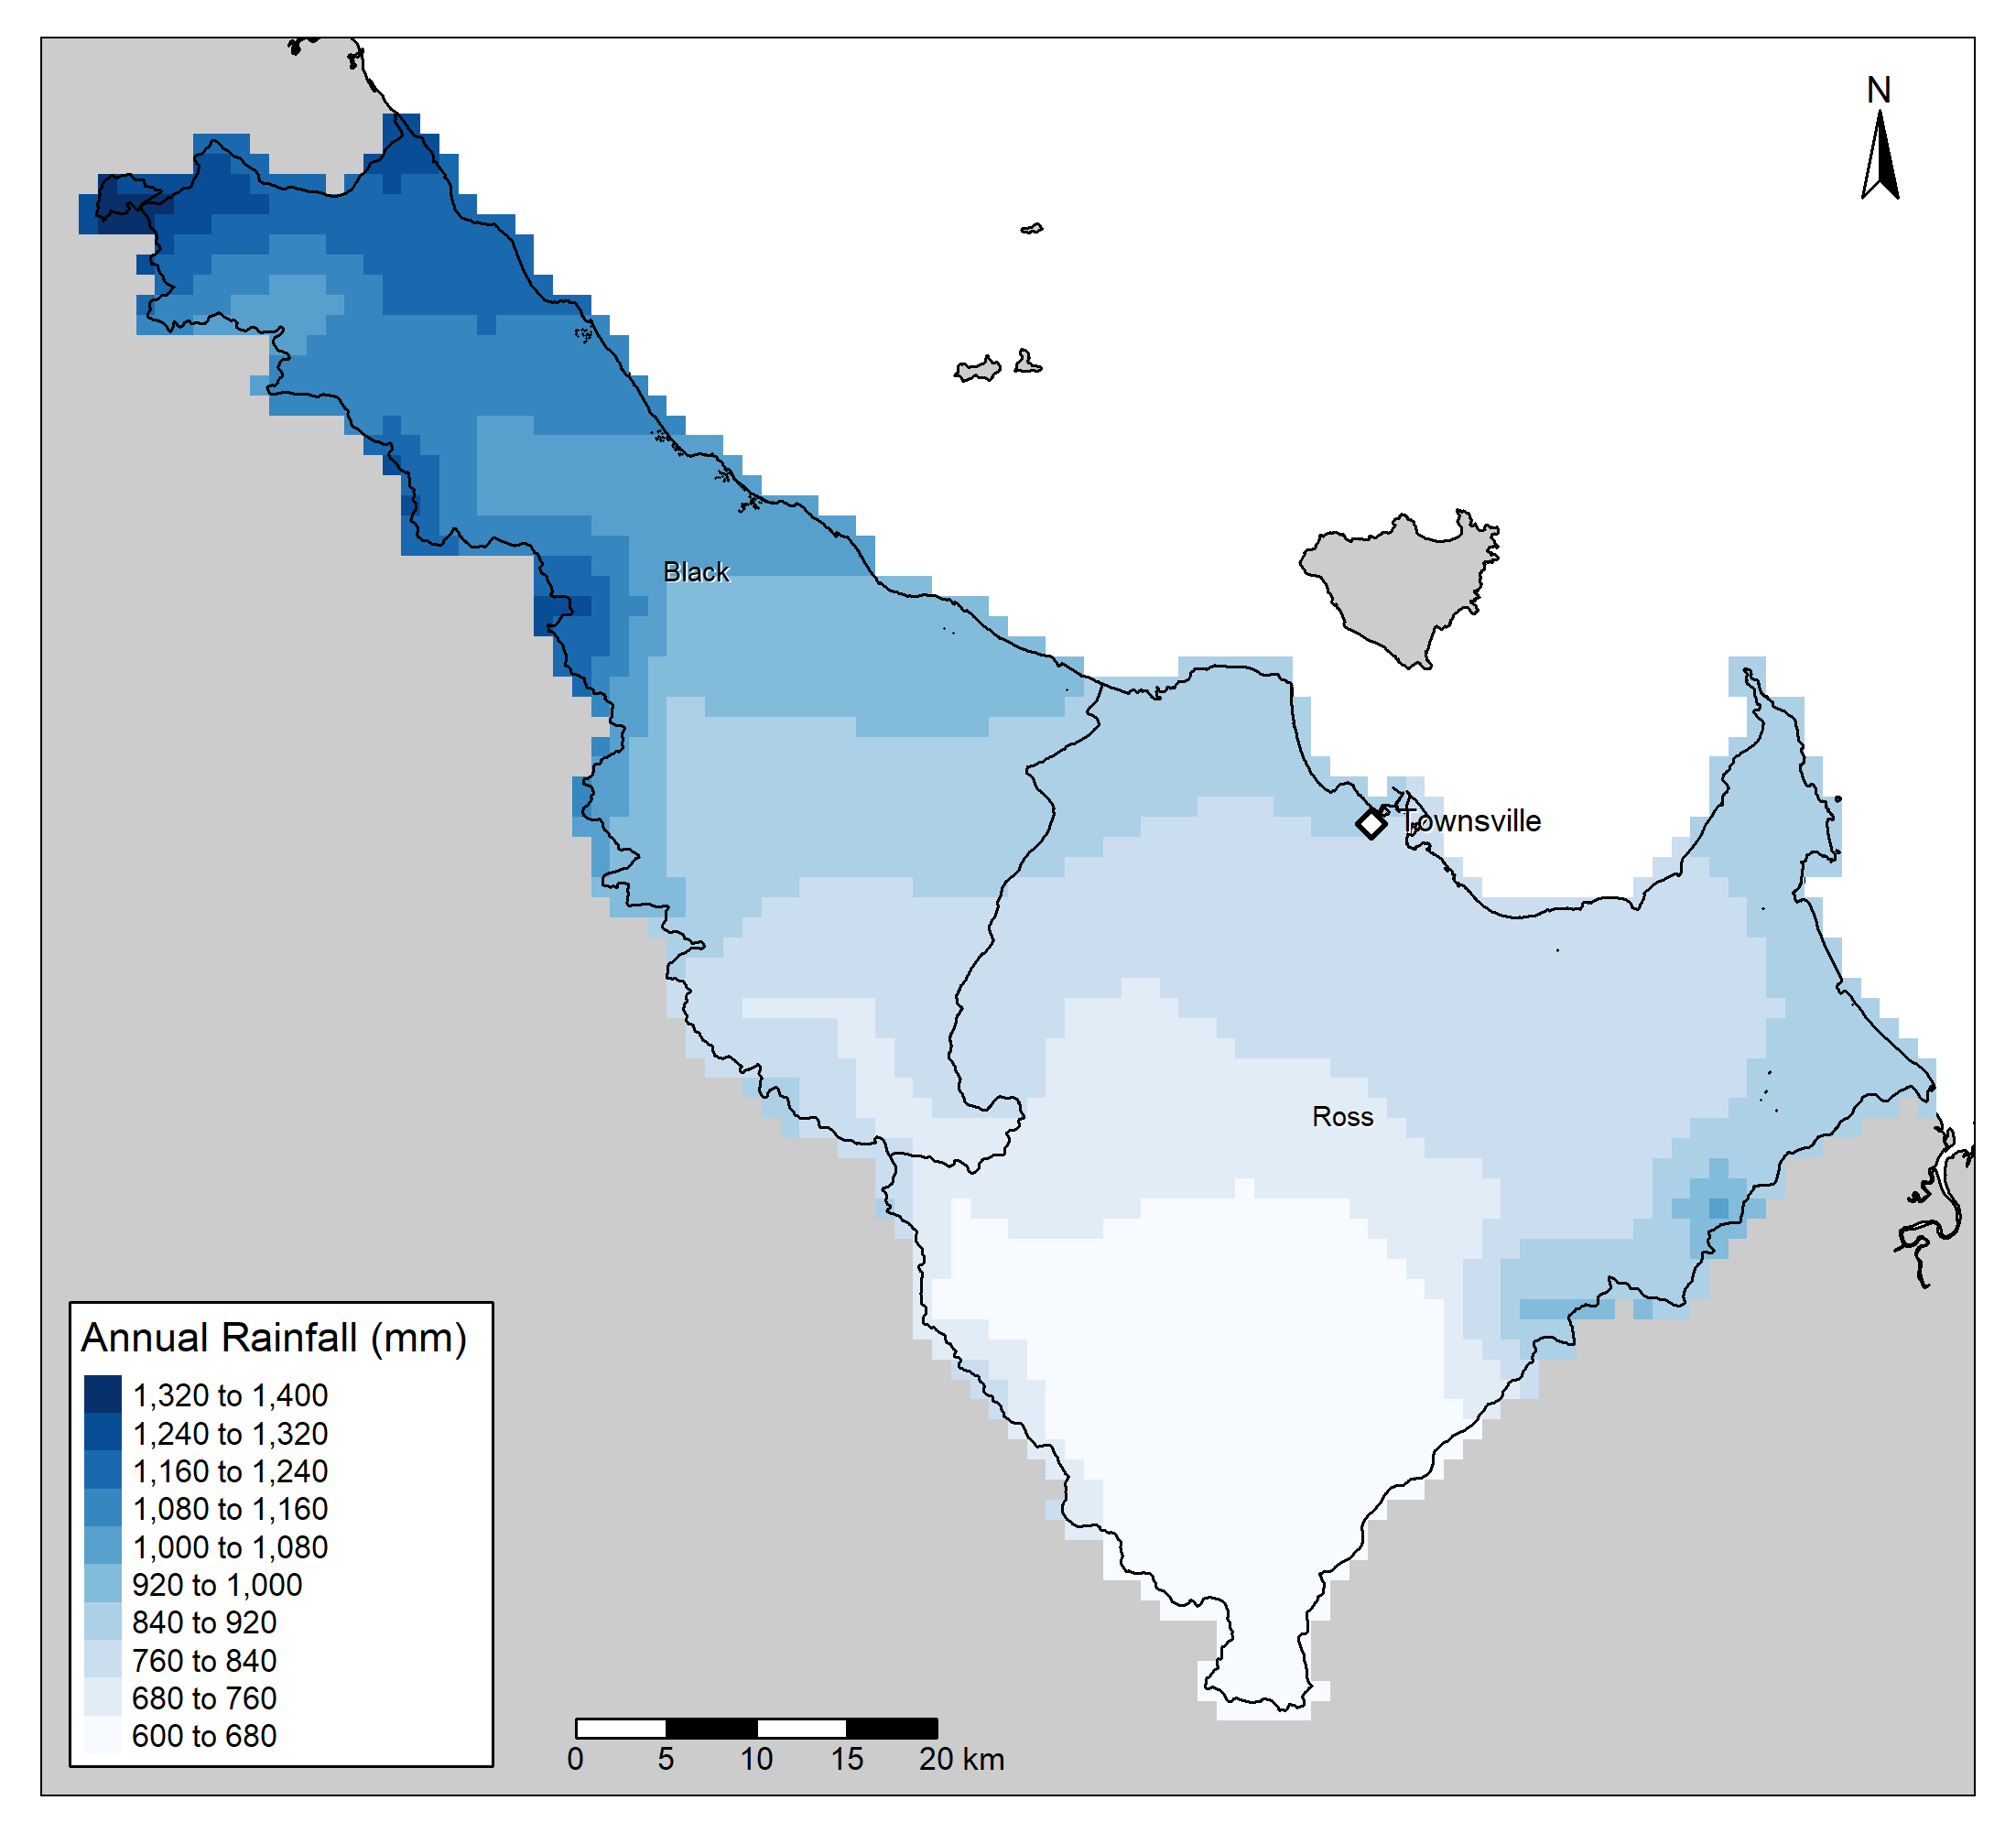 N
Black
Townsville
Ross
Annual Rainfall (mm)
1,320 to 1,400
1,240 to 1,320
1,160 to 1,240
1,080 to 1,160
1,000 to 1,080
920 to 1,000
840 to 920
760 to 840
680 to 760
600 to 680
0 5 10 15 20 km